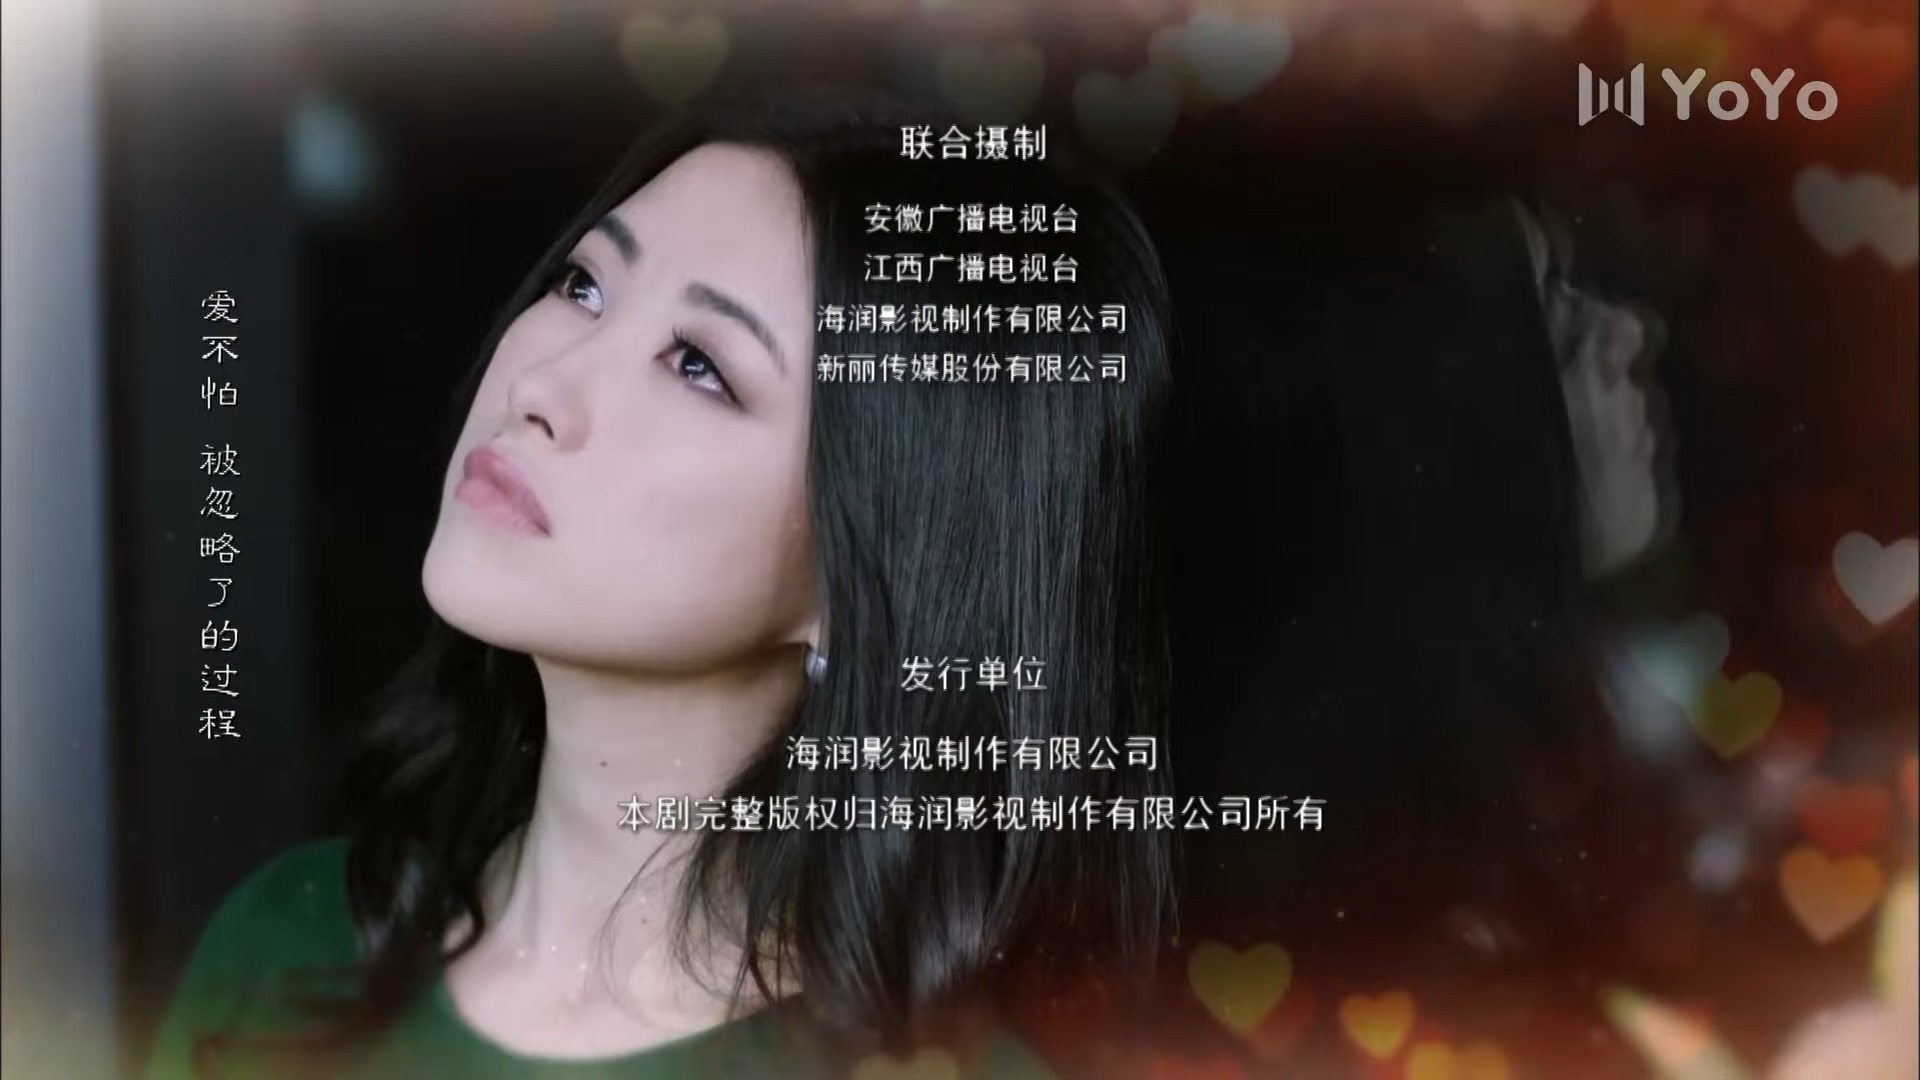 YoYo
联合摄制
安徽广播电视台
江西广播电视台
海润影视制作有限公司
新丽传媒股份有限公司
爱不怕 被忽略了的过程
发行单位
海润影视制作有限公司
本剧完整版权归海润影视制作有限公司所有